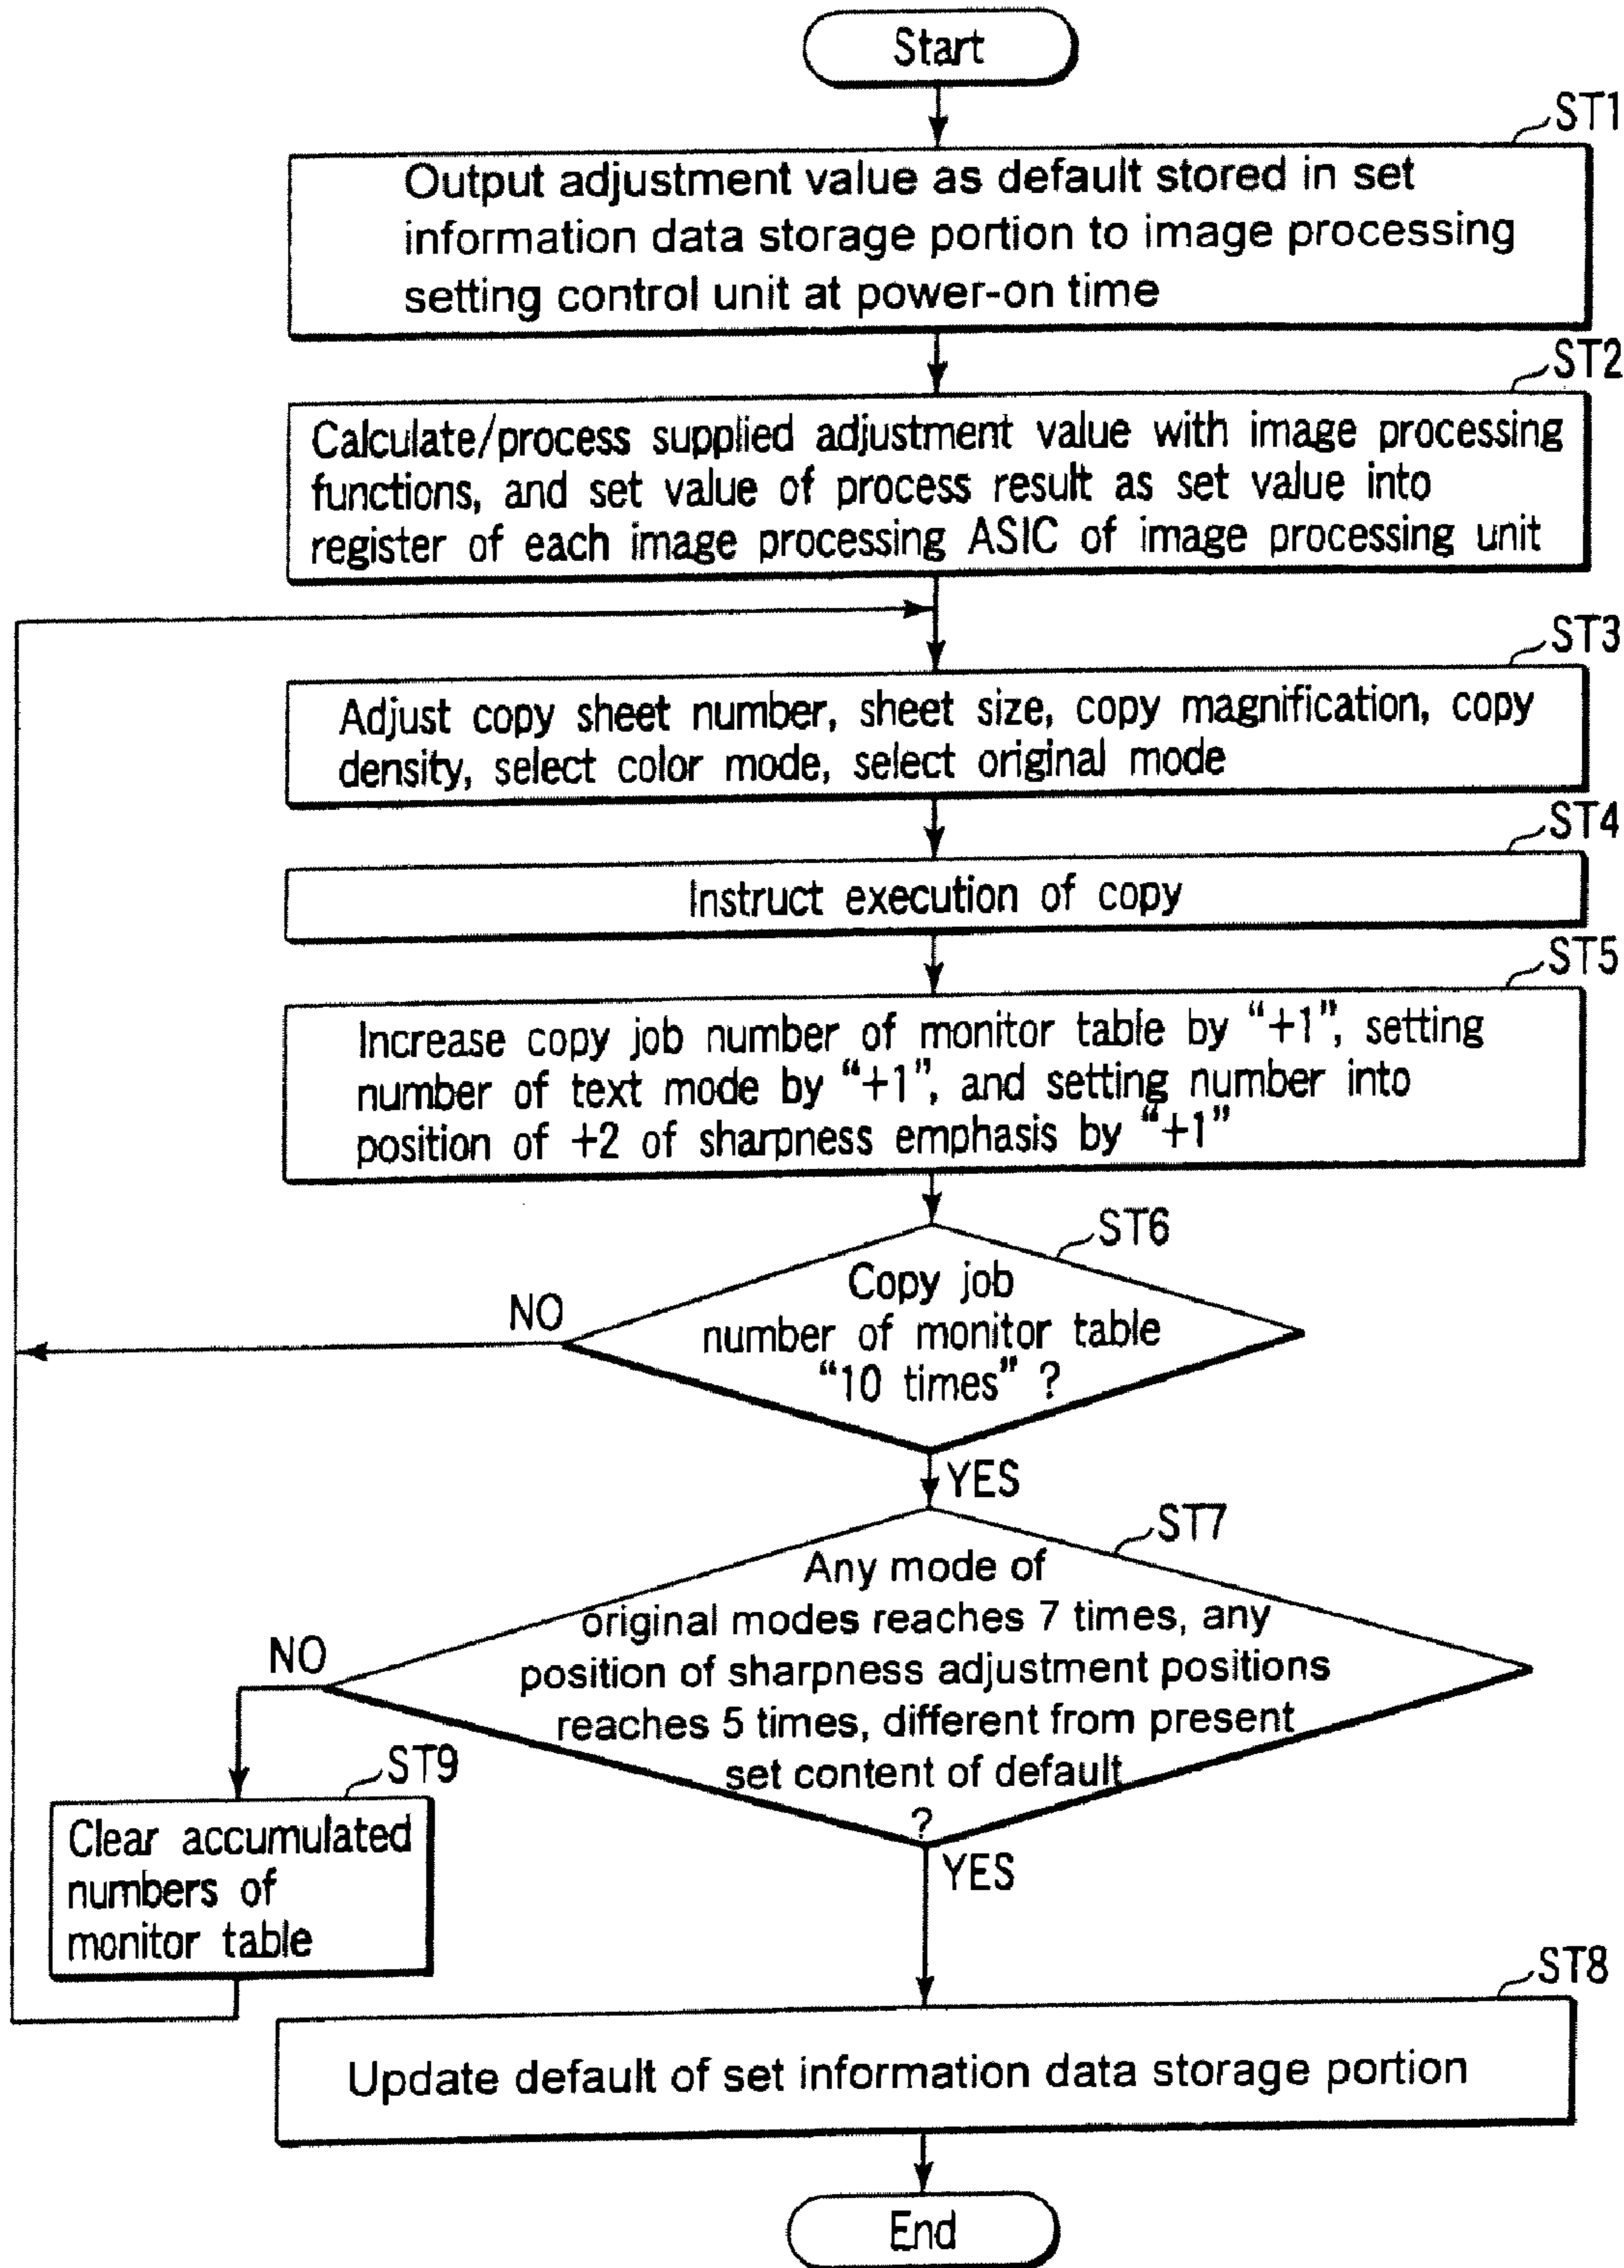 Start
ST1
Output adjustment value as default stored in set
information data storage portion to image processing
setting control unit at power-on time
ST2
Calculate/process supplied adjustment value with image processing
functions, and set value of process result as set value into
register of each image processing ASIC of image processing unit
ST3
Adjust copy sheet number, sheet size, copy magnification, copy
density, select color mode, select original mode
ST4
Instruct execution of copy
ST5
Increase copy job number of monitor table by “+1”, setting
number of text mode by “+1”, and setting number into
position of +2 of sharpness emphasis by “+1”
ST6
Copy job
number of monitor table
“10 times” ?
NO
YES
ST7
Any mode of
original modes reaches 7 times, any
position of sharpness adjustment positions
reaches 5 times, different from present
set content of default
?
NO
YES
ST9
Clear accumulated
numbers of
monitor table
ST8
Update default of set information data storage portion
End